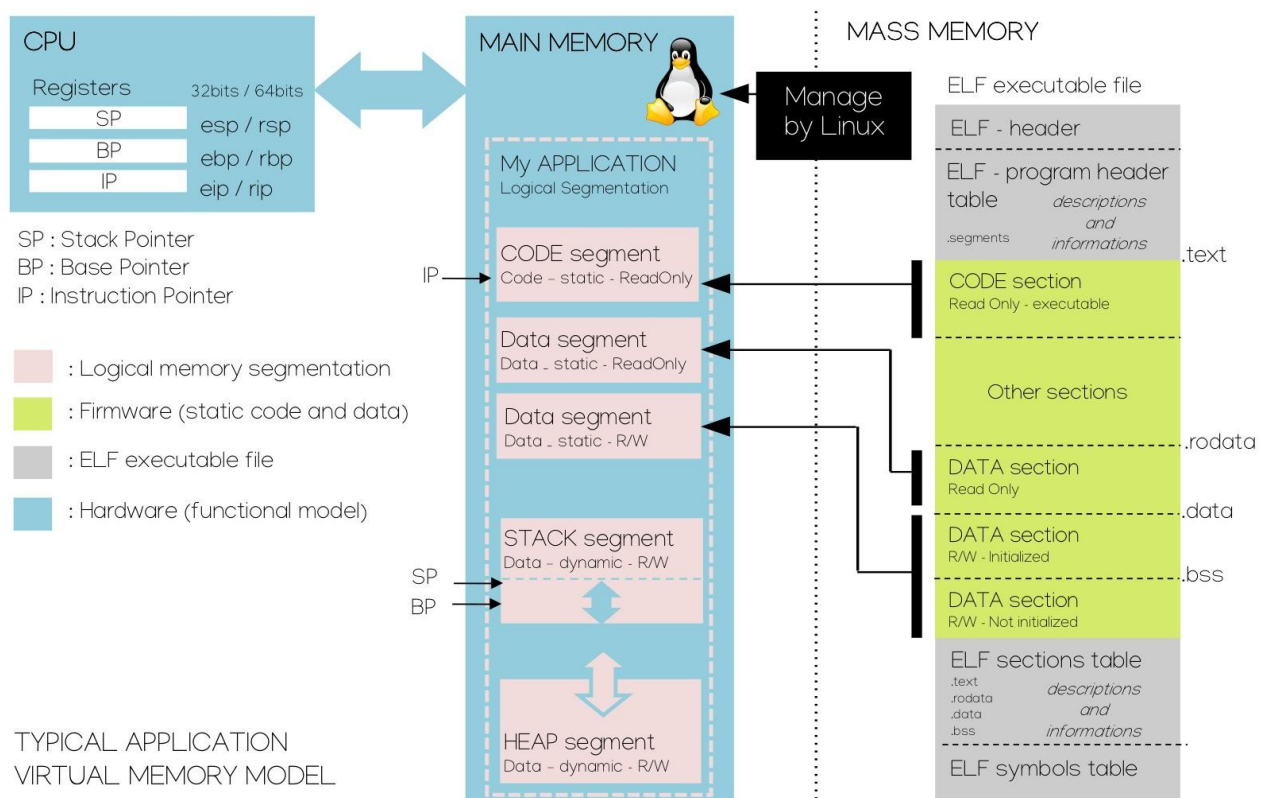 CPU
Registers 32bits / 64bits
SP esp / rsp
BP ebp / rbp
IP eip / rip
SP : Stack Pointer
BP : Base Pointer
IP : Instruction Pointer
: Logical memory segmentation
: Firmware (static code and data)
: ELF executable file
: Hardware (functional model)
TYPICAL APPLICATION
VIRTUAL MEMORY MODEL
MAIN MEMORY
My APPLICATION
Logical Segmentation
IP
CODE segment
Code - static - ReadOnly
Data segment
Data _ static - ReadOnly
Data segment
Data _ static - R/W
STACK segment
Data - dynamic - R/W
SP
BP
HEAP segment
Data - dynamic - R/W
Manage
by Linux
MASS MEMORY
ELF executable file
ELF - header
ELF - program header
table descriptions
and
.segments informations
.text
CODE section
Read Only - executable
Other sections
.rodata
DATA section
Read Only
.data
DATA section
R/W - Initialized
.bss
DATA section
R/W - Not initialized
ELF sections table
.text descriptions
.rodata and
.data informations
.bss
ELF symbols table